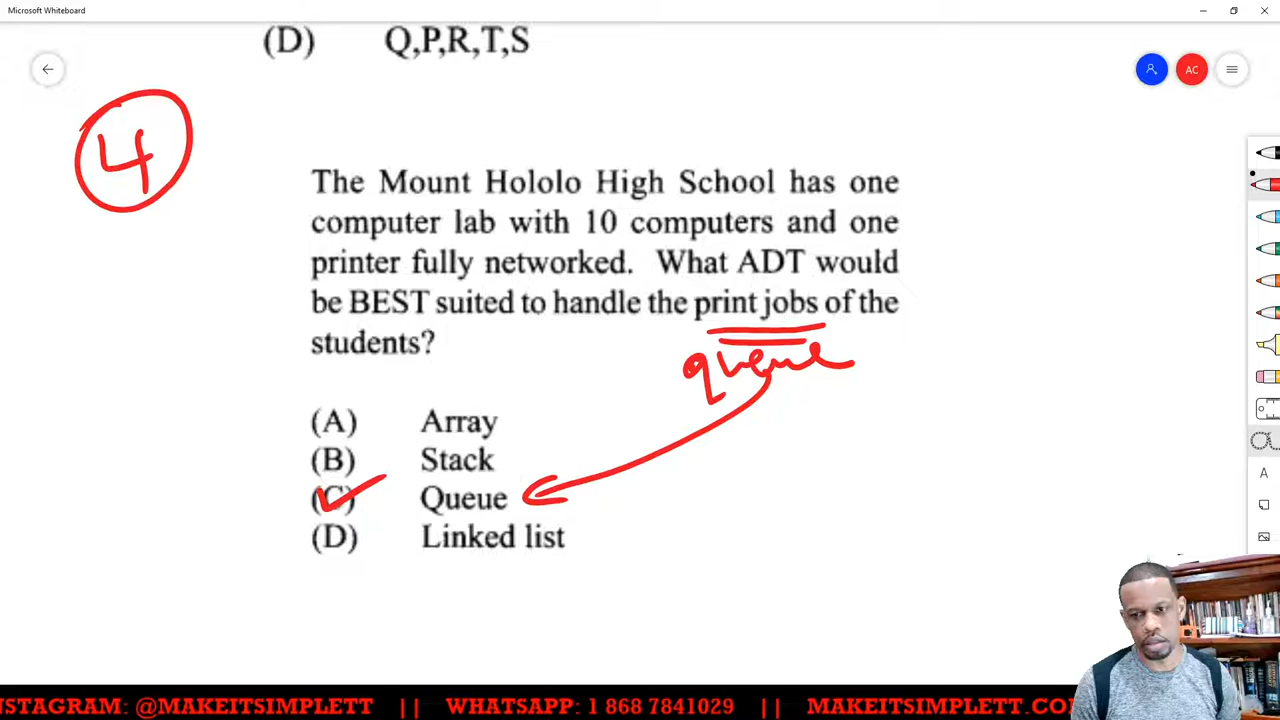 Microsoft Whiteboard
(D) Q,P,R,T,S
AC
4
The Mount Hololo High School has one
computer lab with 10 computers and one
printer fully networked. What ADT would
be BEST suited to handle the print jobs of the
students?
queue
(A) Array
(B) Stack
(C) Queue
(D) Linked list
A
NSTAGRAM: @MAKEITSIMPLETT || WHATSAPP: 1 868 7841029 || MAKEITSIMPLETT.CO